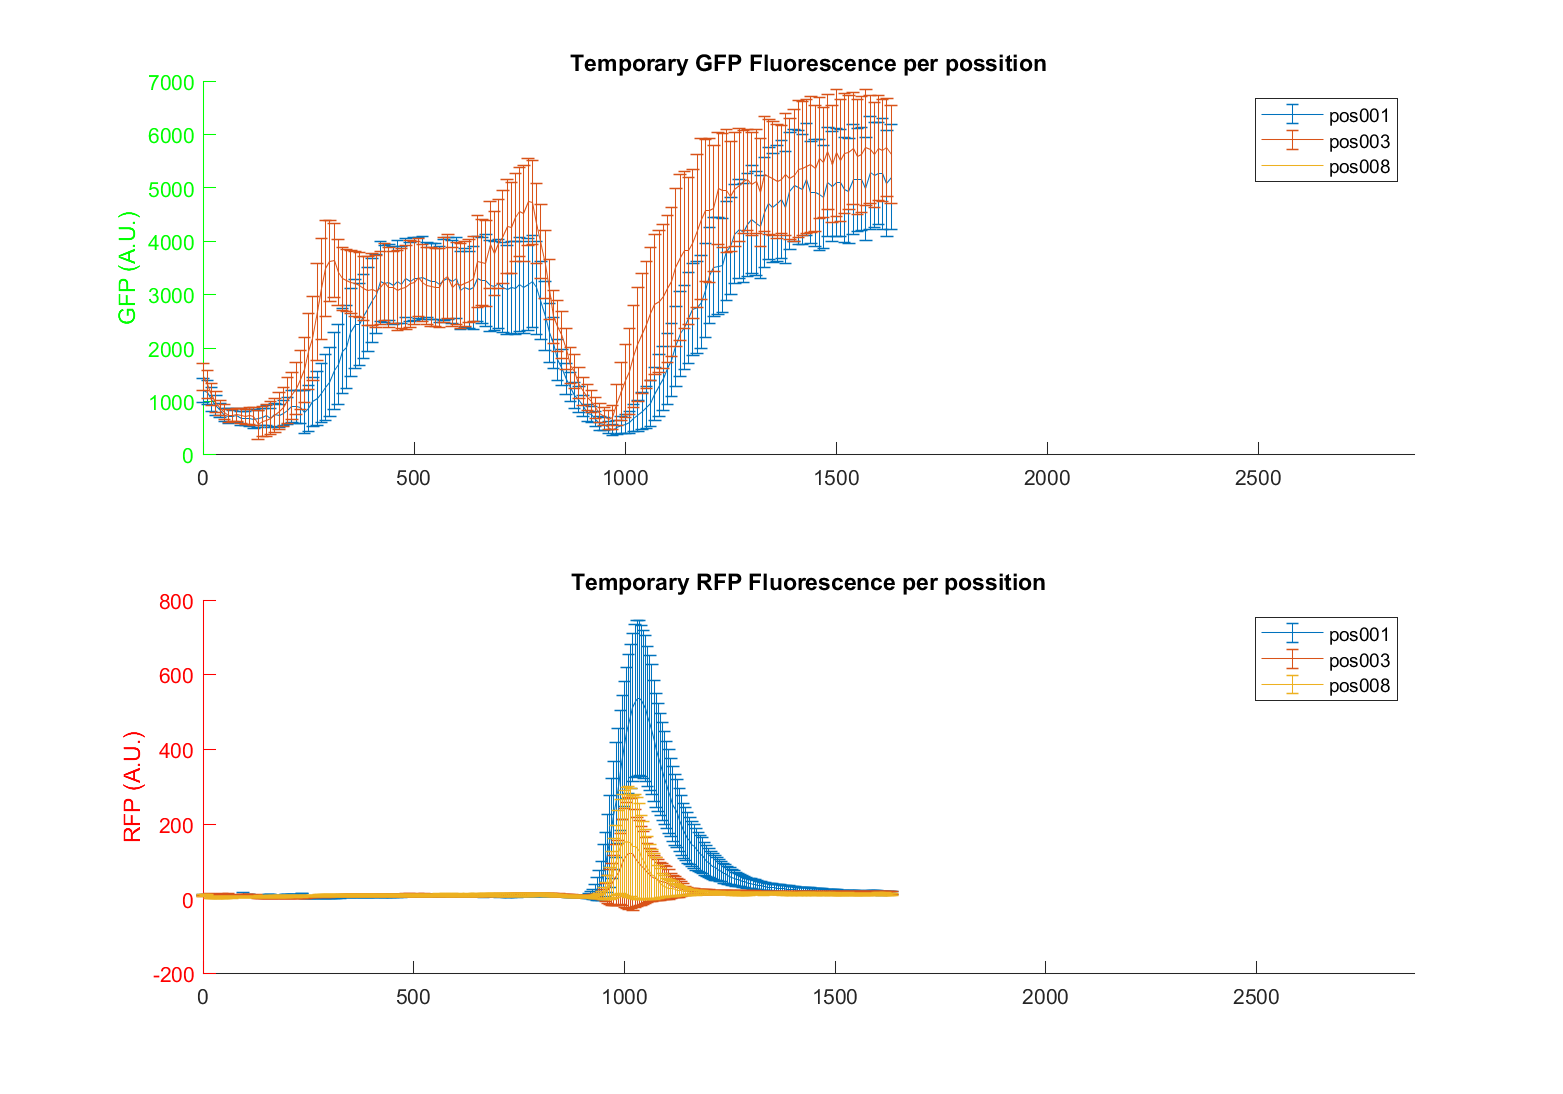 Temporary GFP Fluorescence per possition
7000
6000
5000
4000
3000
2000
1000
0
GFP (A.U.)
0 500 1000 1500 2000 2500
pos001
pos003
pos008
Temporary RFP Fluorescence per possition
800
600
400
200
0
-200
RFP (A.U.)
0 500 1000 1500 2000 2500
pos001
pos003
pos008